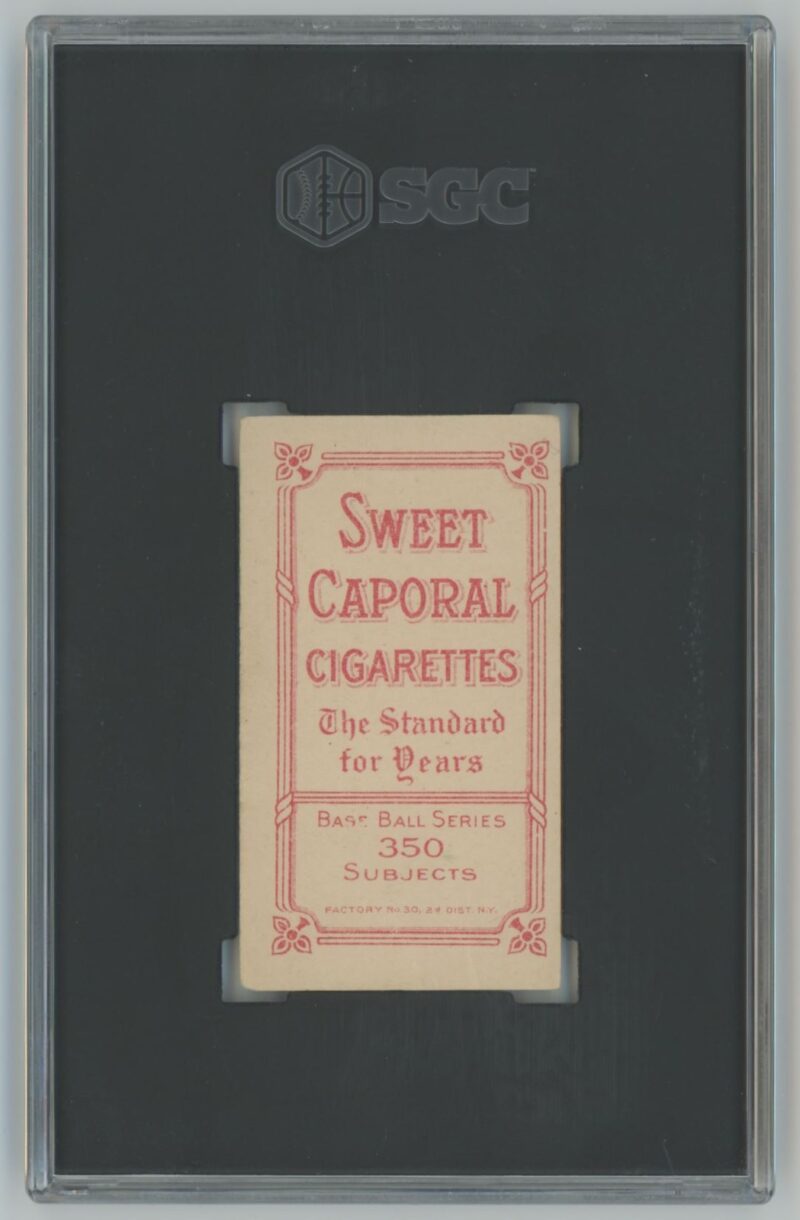 SGC
SWEET
CAPORAL
CIGARETTES
The Standard
for Years
BASE BALL SERIES
350
SUBJECTS
FACTORY No. 30, 2d DIST. N.Y.